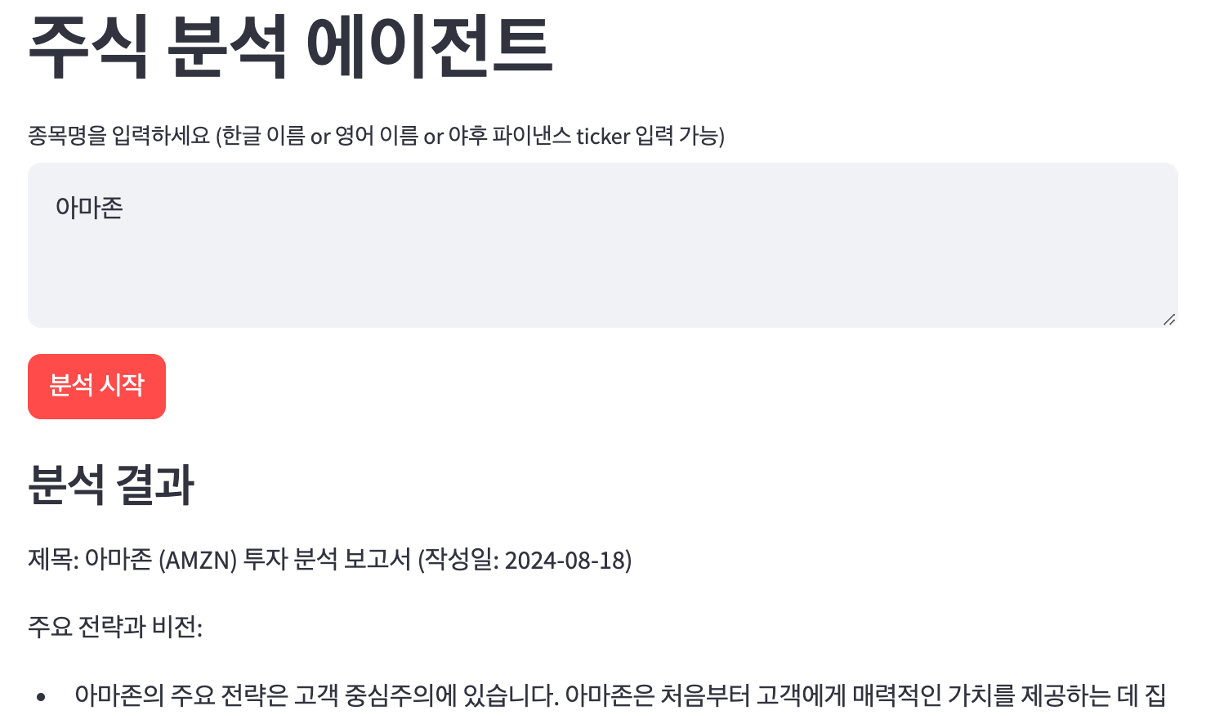 주식 분석 에이전트
종목명을 입력하세요 (한글 이름 or 영어 이름 or 야후 파이낸스 ticker 입력 가능)
아마존
분석 시작
분석 결과
제목: 아마존 (AMZN) 투자 분석 보고서 (작성일: 2024-08-18)
주요 전략과 비전:
• 아마존의 주요 전략은 고객 중심주의에 있습니다. 아마존은 처음부터 고객에게 매력적인 가치를 제공하는 데 집